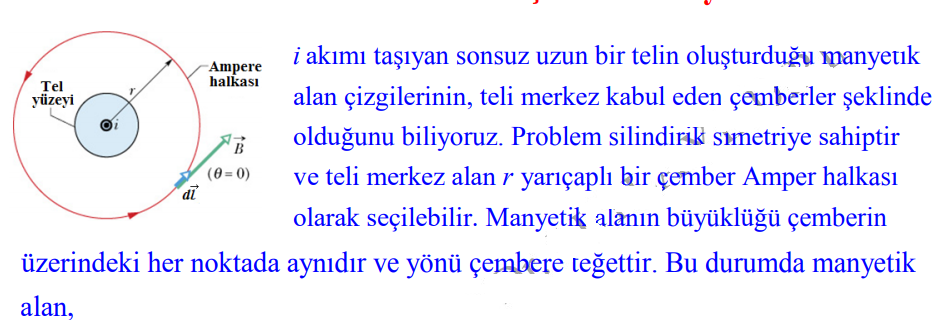 i akımı taşıyan sonsuz uzun bir telin oluşturduğu manyetik
alan çizgilerinin, teli merkez kabul eden çemberler şeklinde
olduğunu biliyoruz. Problem silindirik simetriye sahiptir
ve teli merkez alan r yarıçaplı bir çember Amper halkası
olarak seçilebilir. Manyetik alanın büyüklüğü çemberin
üzerindeki her noktada aynıdır ve yönü çembere teğettir. Bu durumda manyetik
alan,
Ampere
halkası
Tel
yüzeyi
r
i
B⃗
(θ = 0)
dl⃗